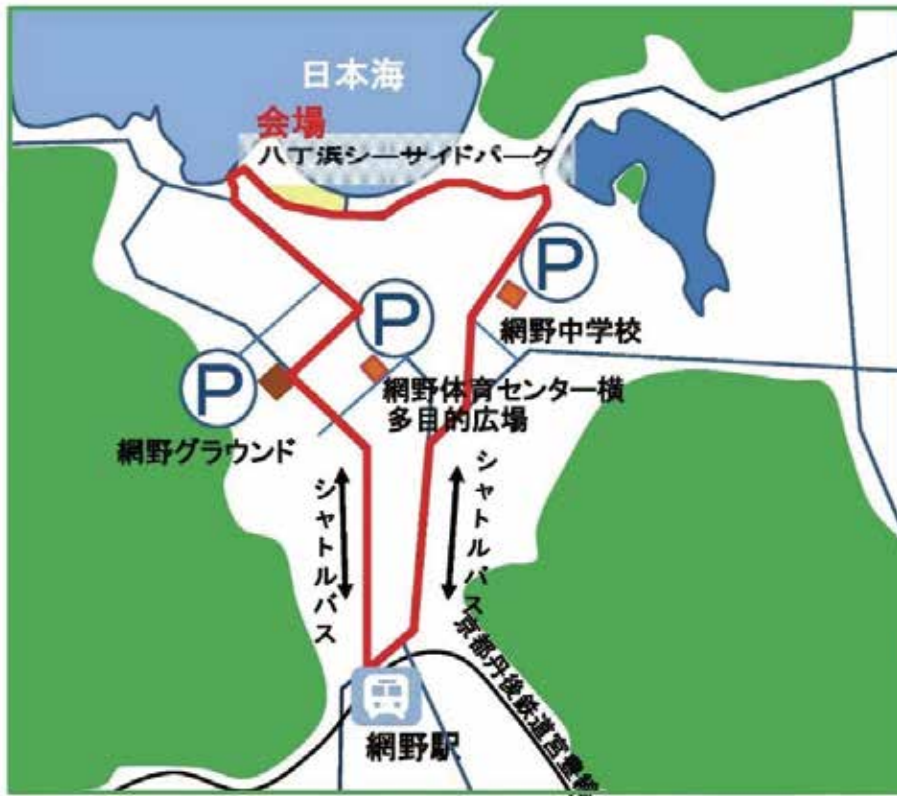 日本海
会場
八丁浜シーサイドパーク
P
P
網野中学校
P
網野体育センター横
多目的広場
網野グラウンド
シャトルバス
シャトルバス
京都丹後鉄道宮豊線
網野駅